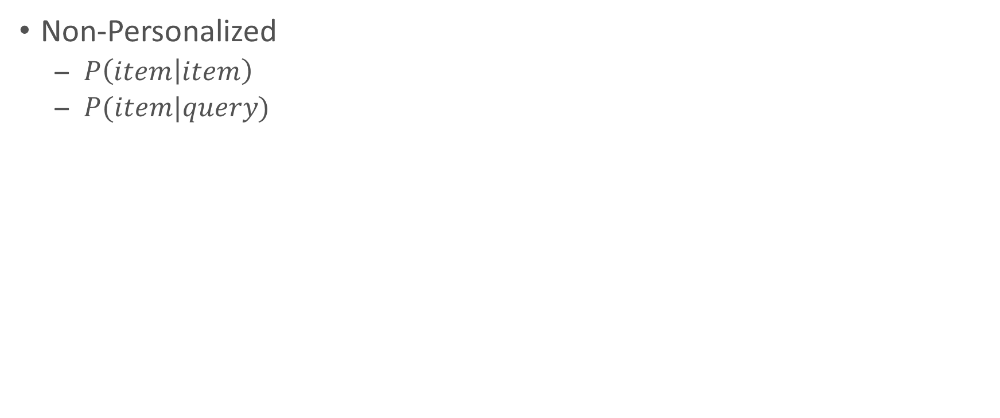 • Non-Personalized
– P(item|item)
– P(item|query)